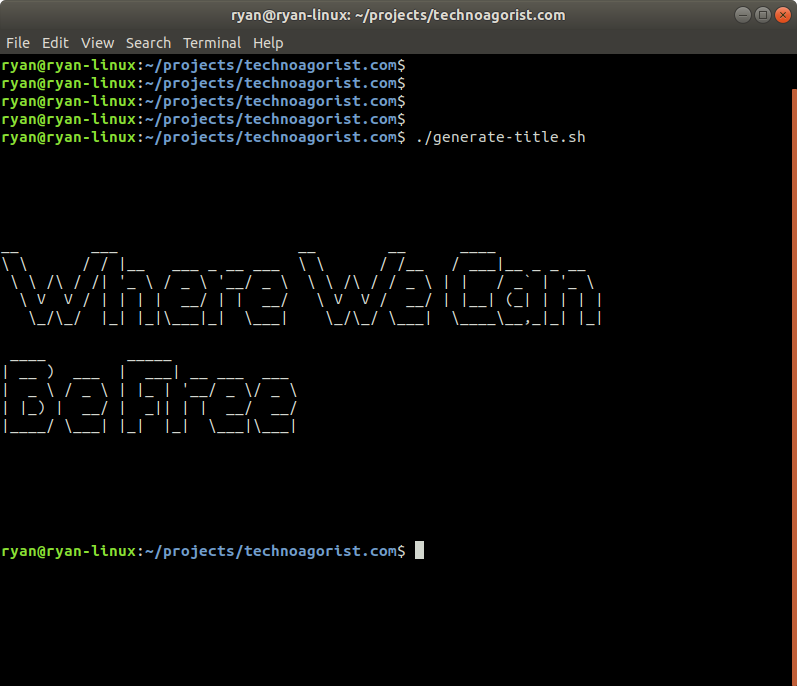 ryan@ryan-linux: ~/projects/technoagorist.com
File Edit View Search Terminal Help
ryan@ryan-linux:~/projects/technoagorist.com$
ryan@ryan-linux:~/projects/technoagorist.com$
ryan@ryan-linux:~/projects/technoagorist.com$
ryan@ryan-linux:~/projects/technoagorist.com$
ryan@ryan-linux:~/projects/technoagorist.com$ ./generate-title.sh
Where We Can
Be Free
ryan@ryan-linux:~/projects/technoagorist.com$